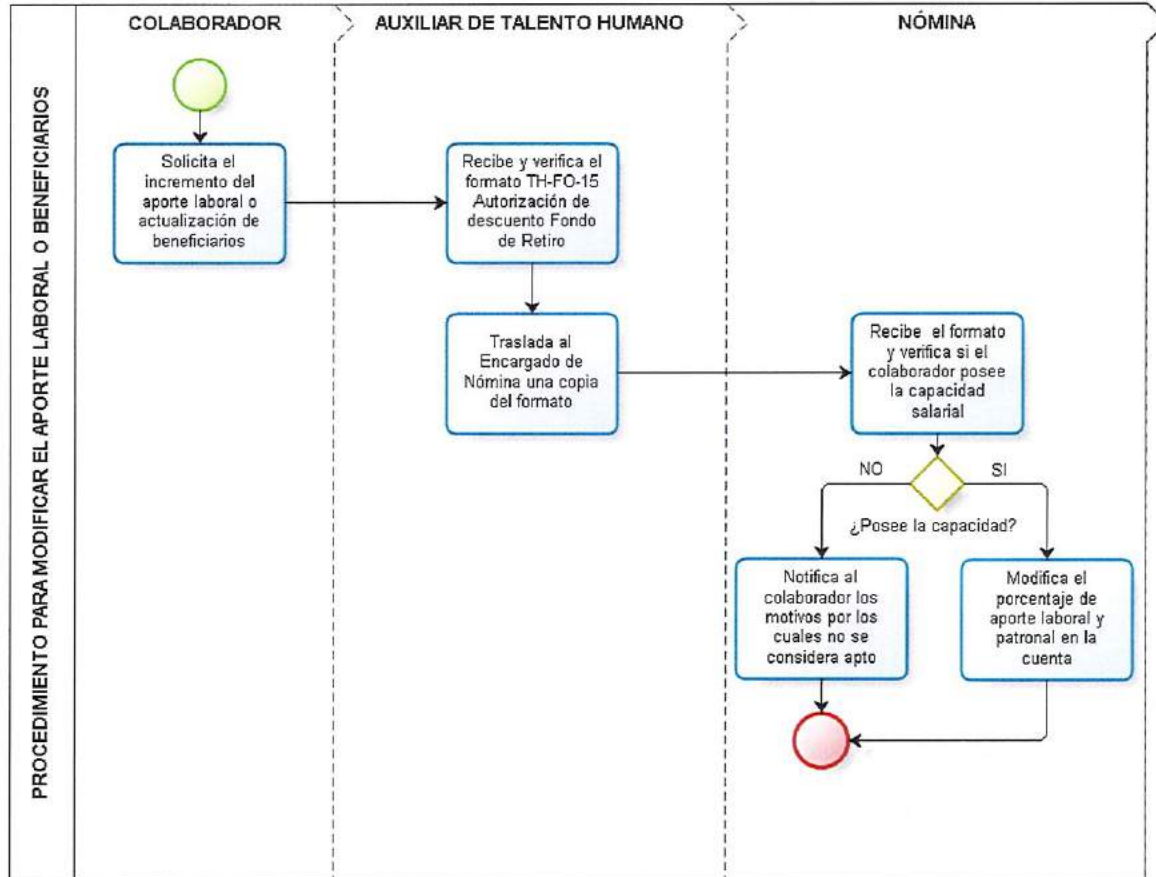 PROCEDIMIENTO PARA MODIFICAR EL APORTE LABORAL O BENEFICIARIOS
COLABORADOR
AUXILIAR DE TALENTO HUMANO
NÓMINA
Solicita el
incremento del
aporte laboral o
actualización de
beneficiarios
Recibe y verifica el
formato TH-FO-15
Autorización de
descuento Fondo
de Retiro
Traslada al
Encargado de
Nómina una copia
del formato
Recibe el formato
y verifica si el
colaborador posee
la capacidad
salarial
NO
SI
¿Posee la capacidad?
Notifica al
colaborador los
motivos por los
cuales no se
considera apto
Modifica el
porcentaje de
aporte laboral y
patronal en la
cuenta